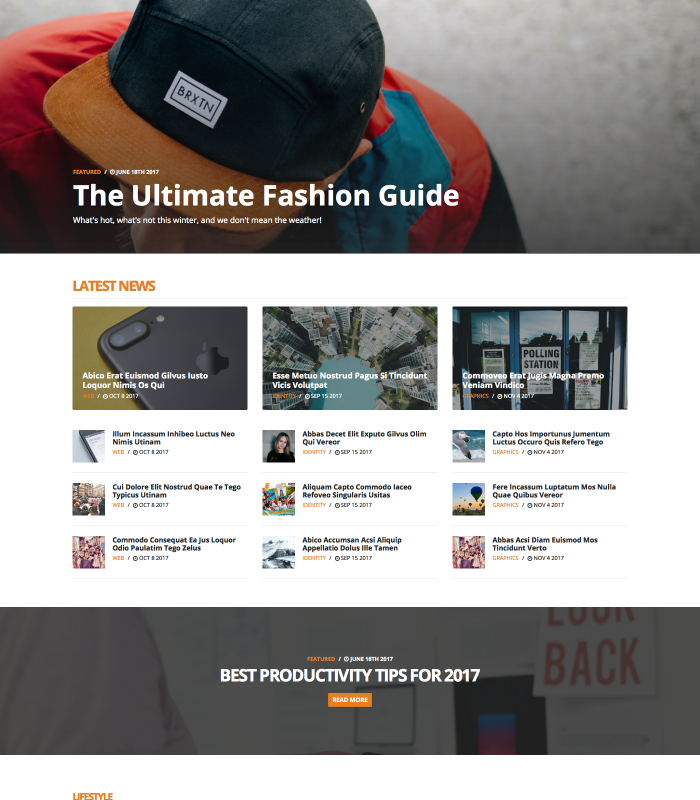 BRXTN
FEATURED / JUNE 18TH 2017
The Ultimate Fashion Guide
What's hot, what's not this winter, and we don't mean the weather!
LATEST NEWS
Abico Erat Euismod Gilvus Iusto
Loquor Nimis Os Qui
WEB / OCT 8 2017
Illum Incassum Inhibeo Luctus Neo
Nimis Utinam
WEB / OCT 8 2017
Cui Dolore Elit Nostrud Quae Te Tego
Typicus Utinam
WEB / OCT 8 2017
Commodo Consequat Ea Jus Loquor
Odio Paulatim Tego Zelus
WEB / OCT 8 2017
Esse Metuo Nostrud Pagus Si Tincidunt
Vicis Volutpat
IDENTITY / SEP 15 2017
Abbas Decet Elit Exputo Gilvus Olim
Qui Vereor
IDENTITY / SEP 15 2017
Aliquam Capto Commodo Iaceo
Refoveo Singularis Usitas
IDENTITY / SEP 15 2017
Abico Accumsan Acsi Aliquip
Appellatio Dolus Ille Tamen
IDENTITY / SEP 15 2017
POLLING
STATION
Commoveo Erat Jugis Magna Premo
Veniam Vindico
GRAPHICS / NOV 4 2017
Capto Hos Importunus Jumentum
Luctus Occuro Quis Refero Tego
GRAPHICS / NOV 4 2017
Fere Incassum Luptatum Mos Nulla
Quae Quibus Vereor
GRAPHICS / NOV 4 2017
Abbas Acsi Diam Euismod Mos
Tincidunt Verto
GRAPHICS / NOV 4 2017
LOOK
BACK
FEATURED / JUNE 18TH 2017
BEST PRODUCTIVITY TIPS FOR 2017
READ MORE
LIFESTYLE